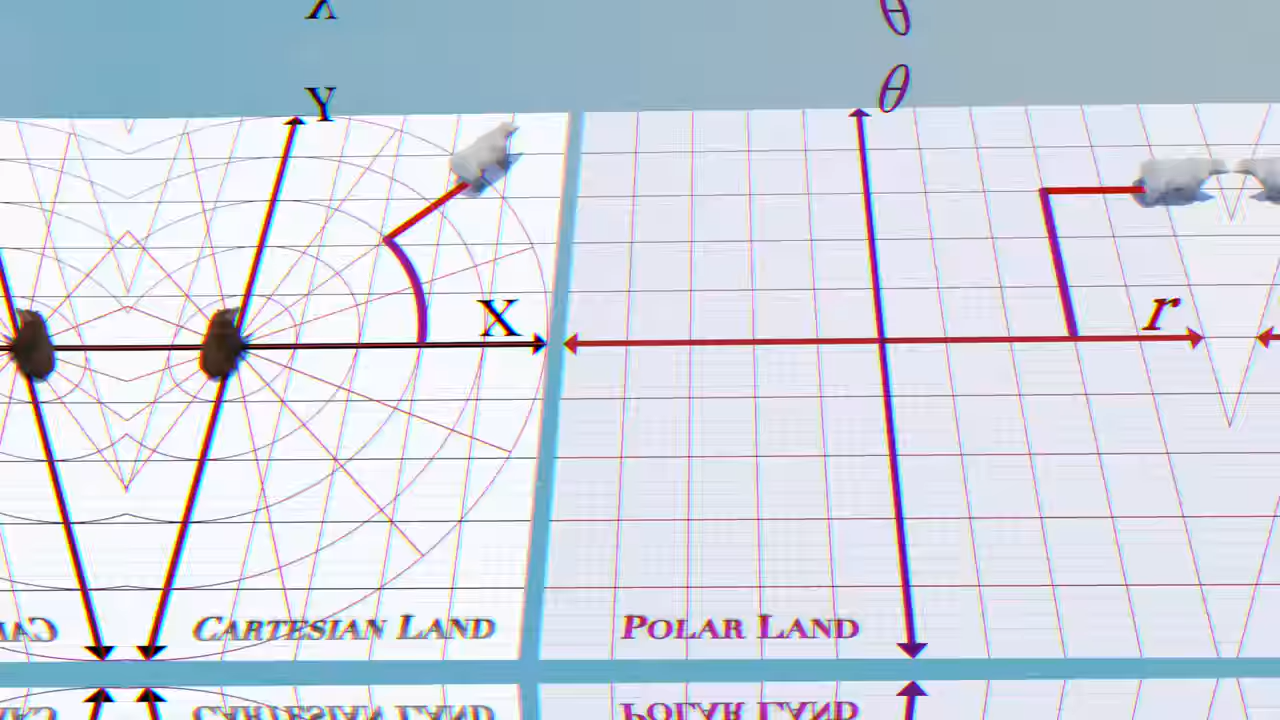 θ
Y
θ
X
r
CARTESIAN LAND
POLAR LAND